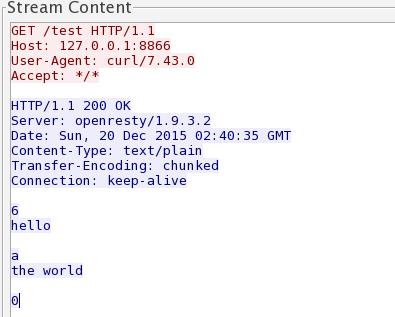 Stream Content
GET /test HTTP/1.1
Host: 127.0.0.1:8866
User-Agent: curl/7.43.0
Accept: */*
HTTP/1.1 200 OK
Server: openresty/1.9.3.2
Date: Sun, 20 Dec 2015 02:40:35 GMT
Content-Type: text/plain
Transfer-Encoding: chunked
Connection: keep-alive
6
hello
a
the world
0